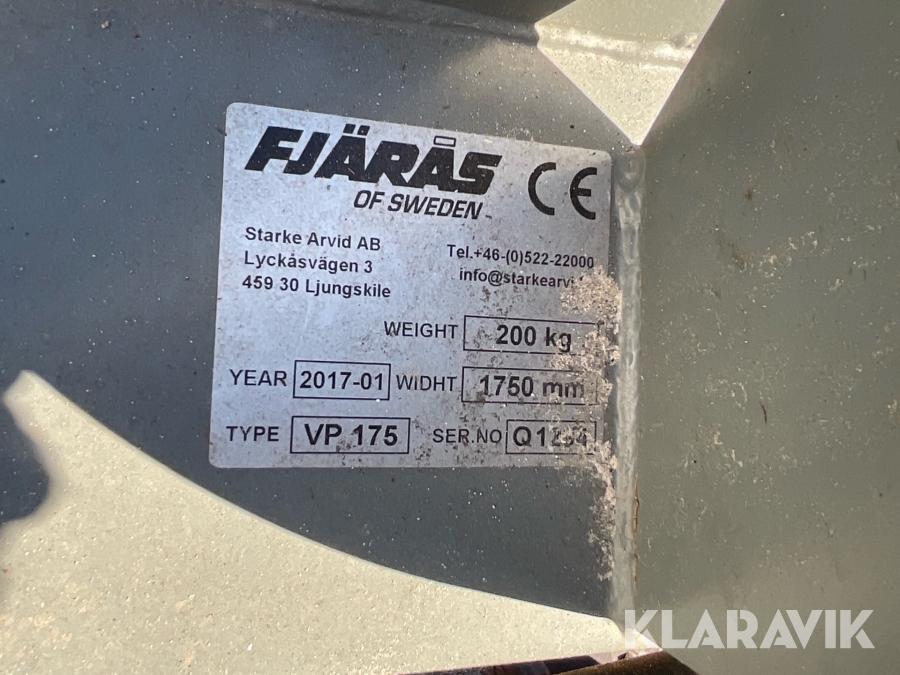 FJÄRÅS
OF SWEDEN
CE
Starke Arvid AB
Lyckåsvägen 3
459 30 Ljungskile
Tel.+46-(0)522-22000
WEIGHT 200 kg
YEAR 2017-01 WIDHT 1750 mm
TYPE VP 175 SER.NO
KLARAVIK